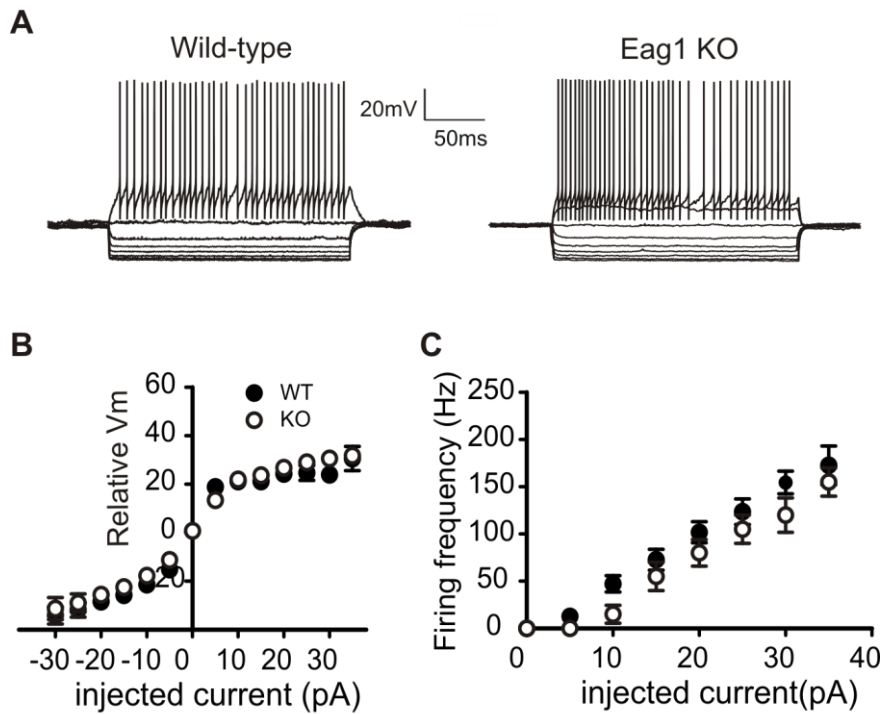 A
Wild-type
Eag1 KO
20mV
50ms
B
Relative Vm
60
40
20
0
20
WT
KO
-30 -20 -10 0 10 20 30
injected current (pA)
C
Firing frequency (Hz)
250
200
150
100
50
0
0 10 20 30 40
injected current(pA)